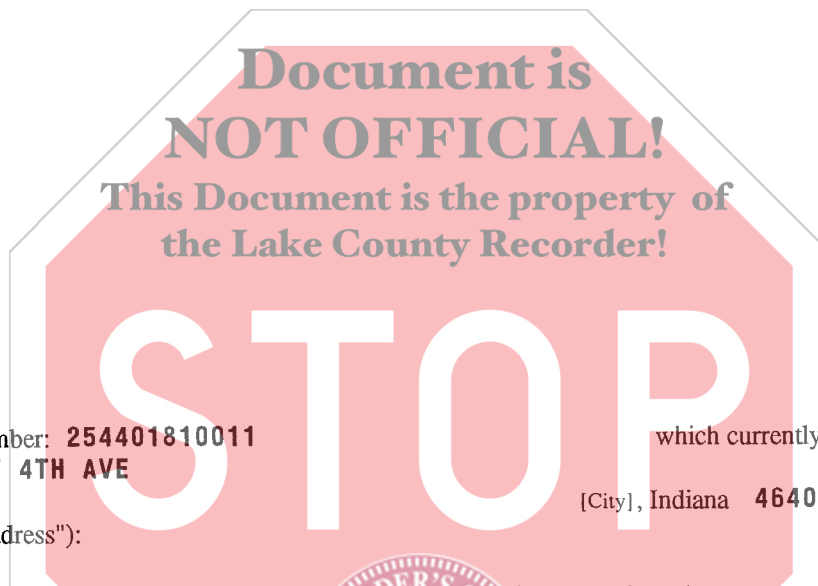 Document is
NOT OFFICIAL!
This Document is the property of
the Lake County Recorder!
STOP
mber: 254401810011 which currently
4TH AVE
[City], Indiana 4640
dress"):
DER'S